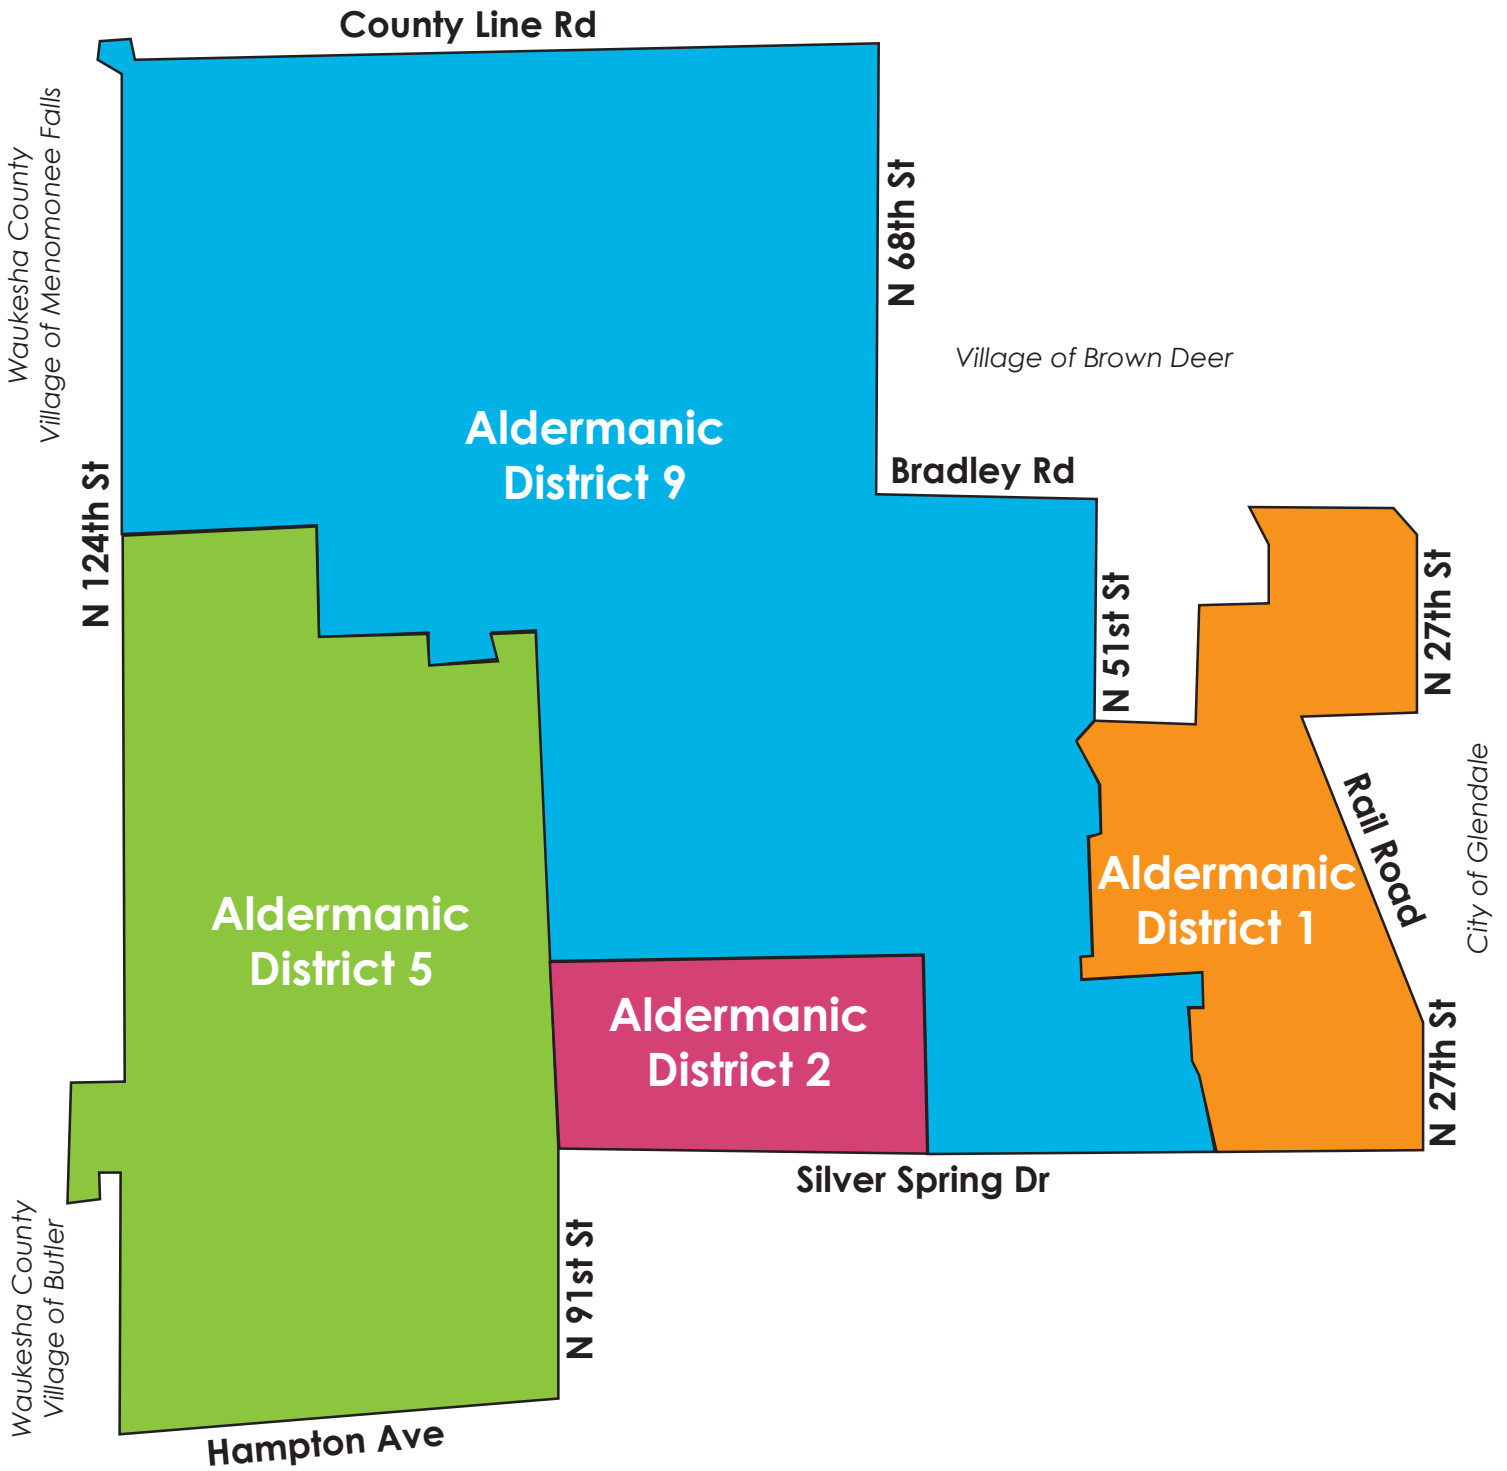 County Line Rd
Waukesha County
Village of Menomonee Falls
N 68th St
Village of Brown Deer
Aldermanic
District 9
Bradley Rd
N 124th St
N 51st St
N 27th St
Rail Road
City of Glendale
Aldermanic
District 1
Aldermanic
District 5
Aldermanic
District 2
N 27th St
Silver Spring Dr
Waukesha County
Village of Butler
N 91st St
Hampton Ave